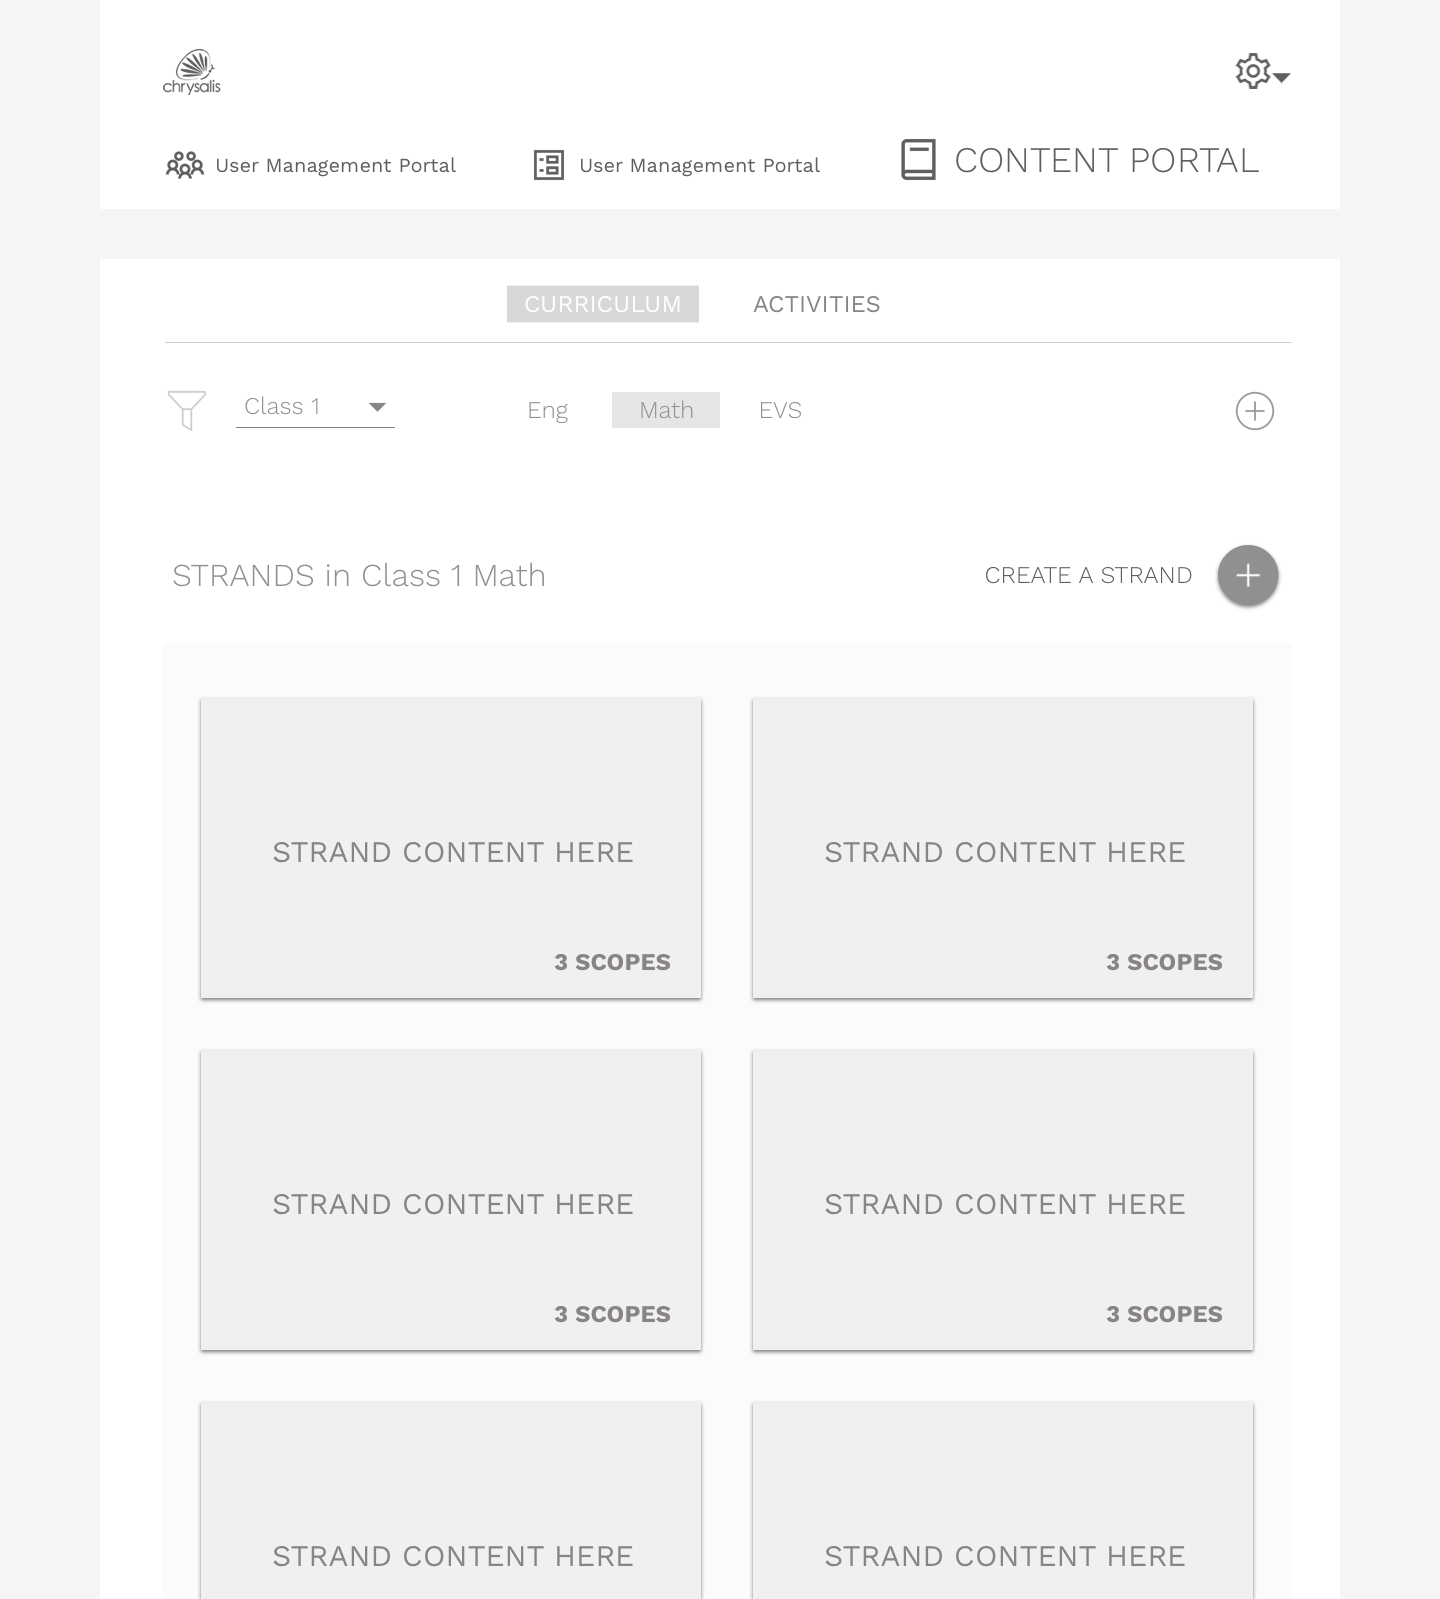 chrysalis
User Management Portal
User Management Portal
CONTENT PORTAL
CURRICULUM
ACTIVITIES
Class 1
Eng
Math
EVS
STRANDS in Class 1 Math
CREATE A STRAND
STRAND CONTENT HERE
3 SCOPES
STRAND CONTENT HERE
3 SCOPES
STRAND CONTENT HERE
3 SCOPES
STRAND CONTENT HERE
3 SCOPES
STRAND CONTENT HERE
STRAND CONTENT HERE